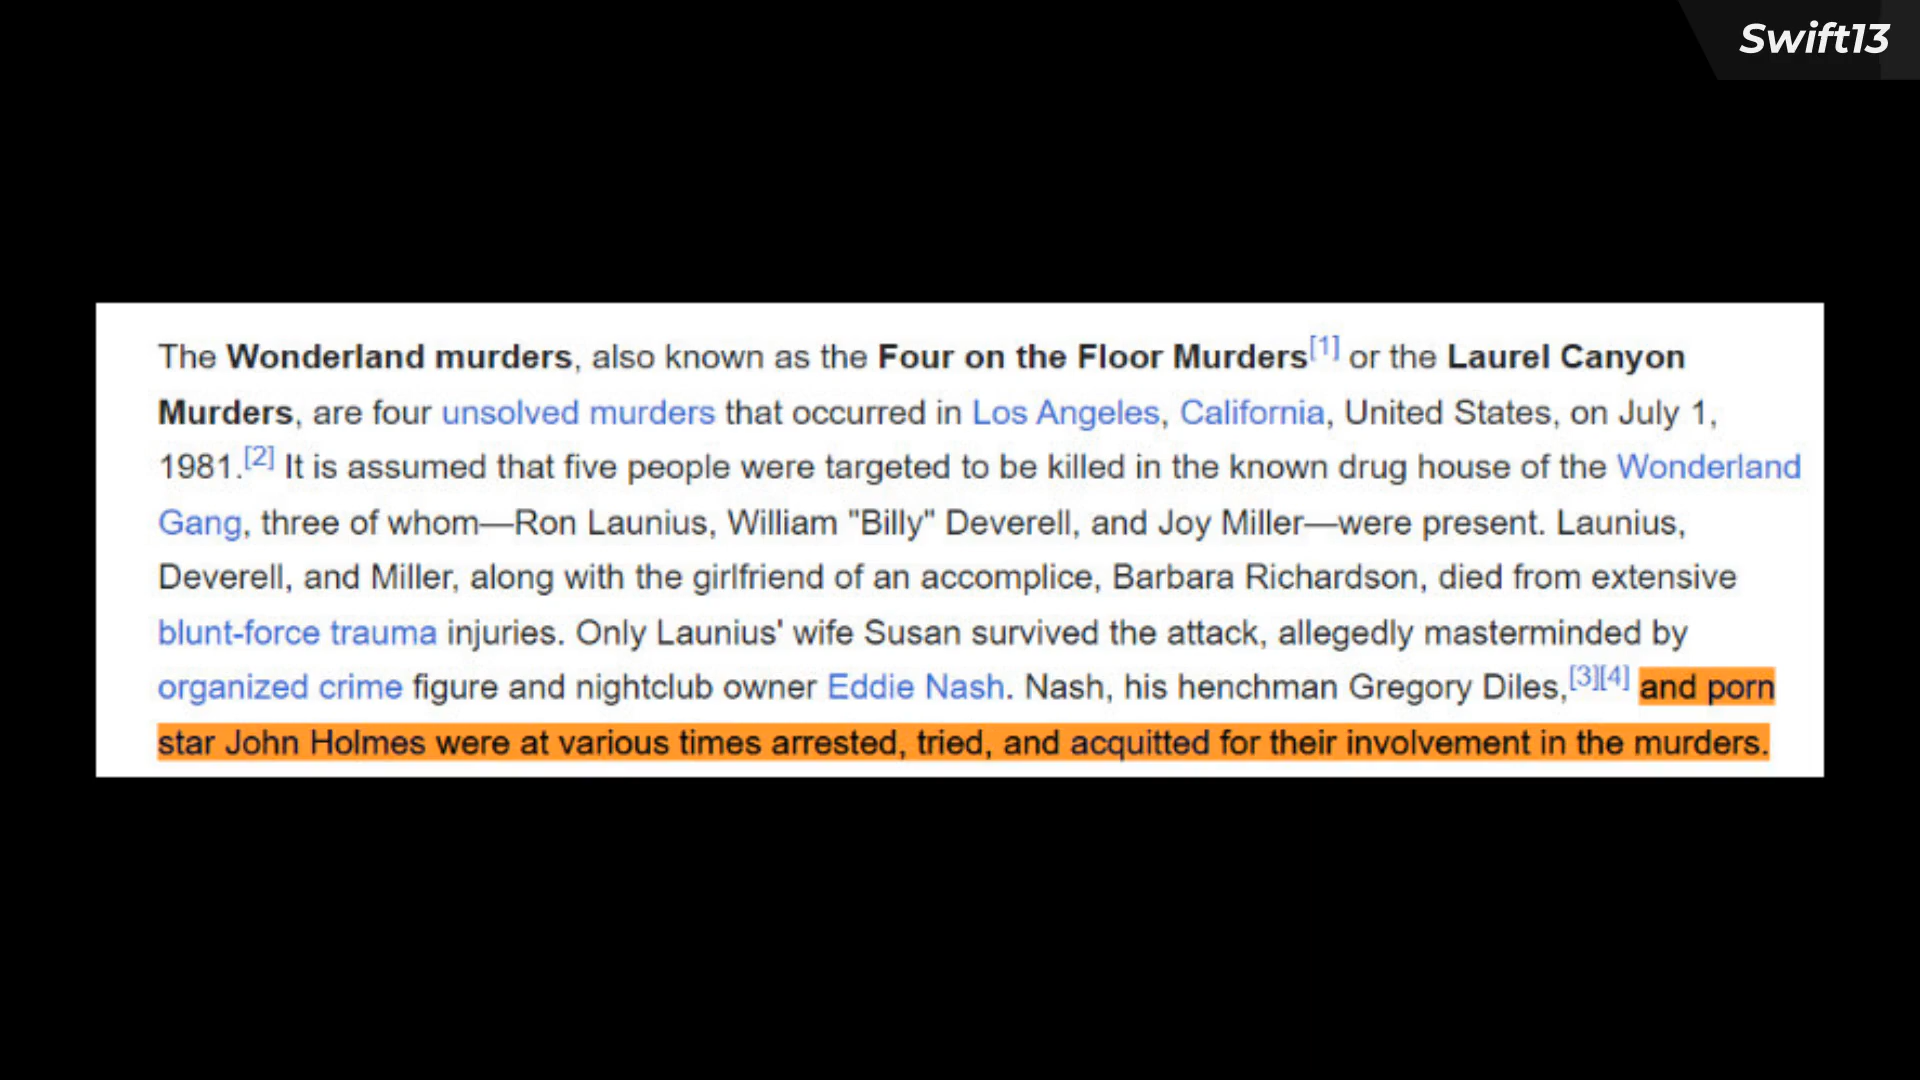 Swift13
The Wonderland murders, also known as the Four on the Floor Murders[1] or the Laurel Canyon
Murders, are four unsolved murders that occurred in Los Angeles, California, United States, on July 1,
1981.[2] It is assumed that five people were targeted to be killed in the known drug house of the Wonderland
Gang, three of whom—Ron Launius, William "Billy" Deverell, and Joy Miller—were present. Launius,
Deverell, and Miller, along with the girlfriend of an accomplice, Barbara Richardson, died from extensive
blunt-force trauma injuries. Only Launius' wife Susan survived the attack, allegedly masterminded by
organized crime figure and nightclub owner Eddie Nash. Nash, his henchman Gregory Diles,[3][4] and porn
star John Holmes were at various times arrested, tried, and acquitted for their involvement in the murders.